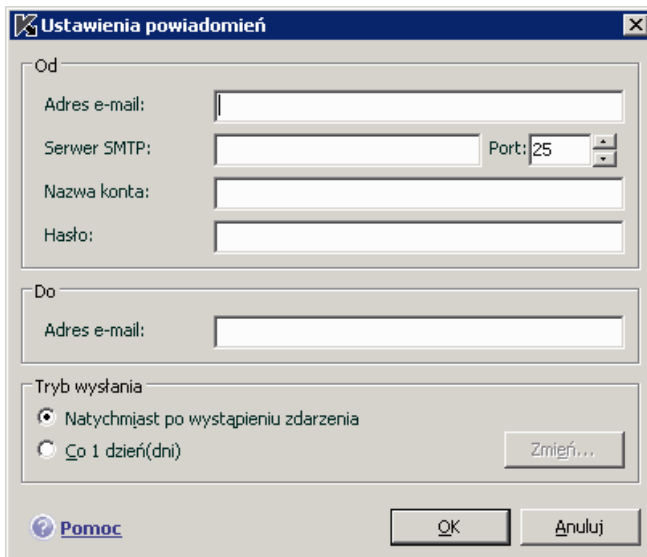 Ustawienia powiadomień
Od
Adres e-mail:
Serwer SMTP: Port: 25
Nazwa konta:
Hasło:
Do
Adres e-mail:
Tryb wysłania
Natychmiast po wystąpieniu zdarzenia
Co 1 dzień(dni)
Zmień...
Pomoc OK Anuluj